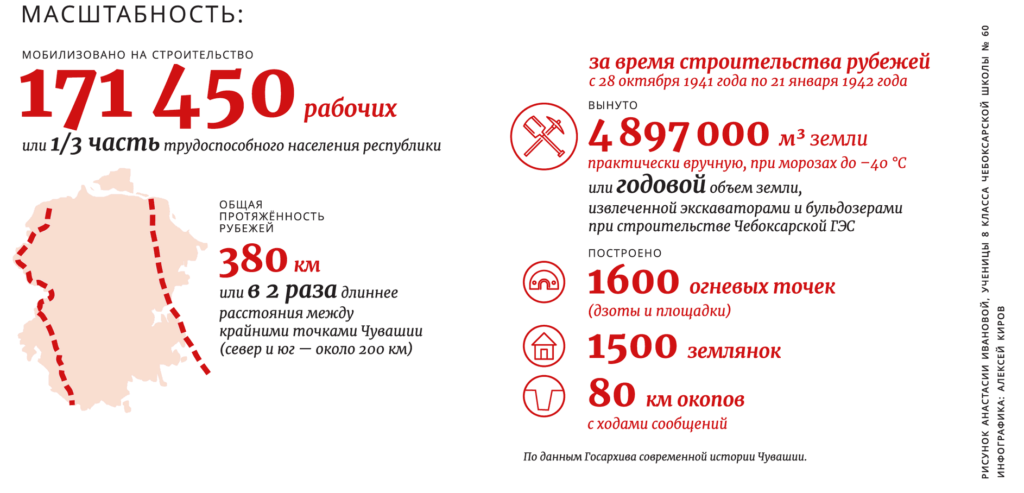 МАСШТАБНОСТЬ:
МОБИЛИЗОВАНО НА СТРОИТЕЛЬСТВО
171 450 рабочих
или 1/3 часть трудоспособного населения республики
ОБЩАЯ
ПРОТЯЖЁННОСТЬ
РУБЕЖЕЙ
380 км
или в 2 раза длиннее
расстояния между
крайними точками Чувашии
(север и юг — около 200 км)
за время строительства рубежей
с 28 октября 1941 года по 21 января 1942 года
ВЫНУТО
4 897 000 м³ земли
практически вручную, при морозах до −40 °C
или годовой объем земли,
извлеченной экскаваторами и бульдозерами
при строительстве Чебоксарской ГЭС
ПОСТРОЕНО
1600 огневых точек
(дзоты и площадки)
1500 землянок
80 км окопов
с ходами сообщений
По данным Госархива современной истории Чувашии.
РИСУНОК АНАСТАСИИ ИВАНОВОЙ, УЧЕНИЦЫ 8 КЛАССА ЧЕБОКСАРСКОЙ ШКОЛЫ № 60
ИНФОГРАФИКА: АЛЕКСЕЙ КИРОВ